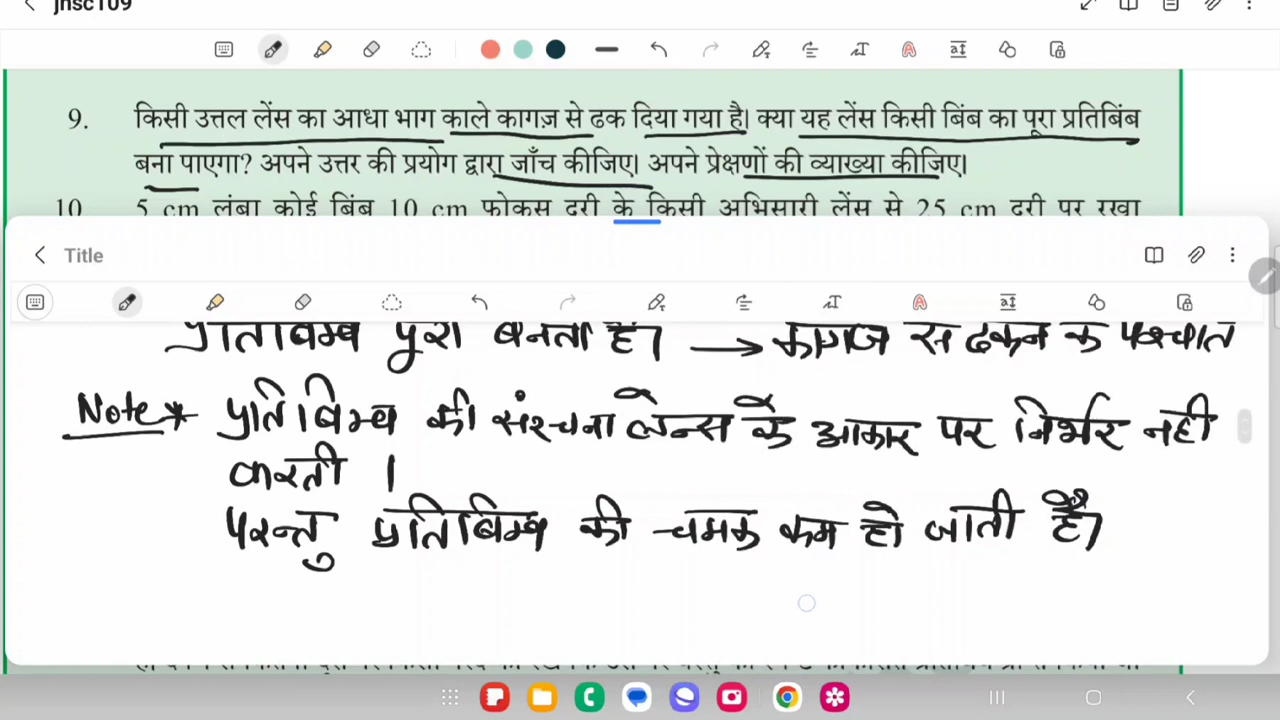 jhsc109
9. किसी उत्तल लेंस का आधा भाग काले कागज़ से ढक दिया गया है। क्या यह लेंस किसी बिंब का पूरा प्रतिबिंब
बना पाएगा? अपने उत्तर की प्रयोग द्वारा जाँच कीजिए। अपने प्रेक्षणों की व्याख्या कीजिए।
10. 5 cm लंबा कोई बिंब 10 cm फोकस दूरी के किसी अभिसारी लेंस से 25 cm दूरी पर रखा
Title
प्रतिबिम्ब पूरा बनता है। → कागज से ढकने के पश्चात
Note * प्रतिबिम्ब की संरचना लेन्स के आकार पर निर्भर नही
करती ।
परन्तु प्रतिबिम्ब की चमक कम हो जाती है।